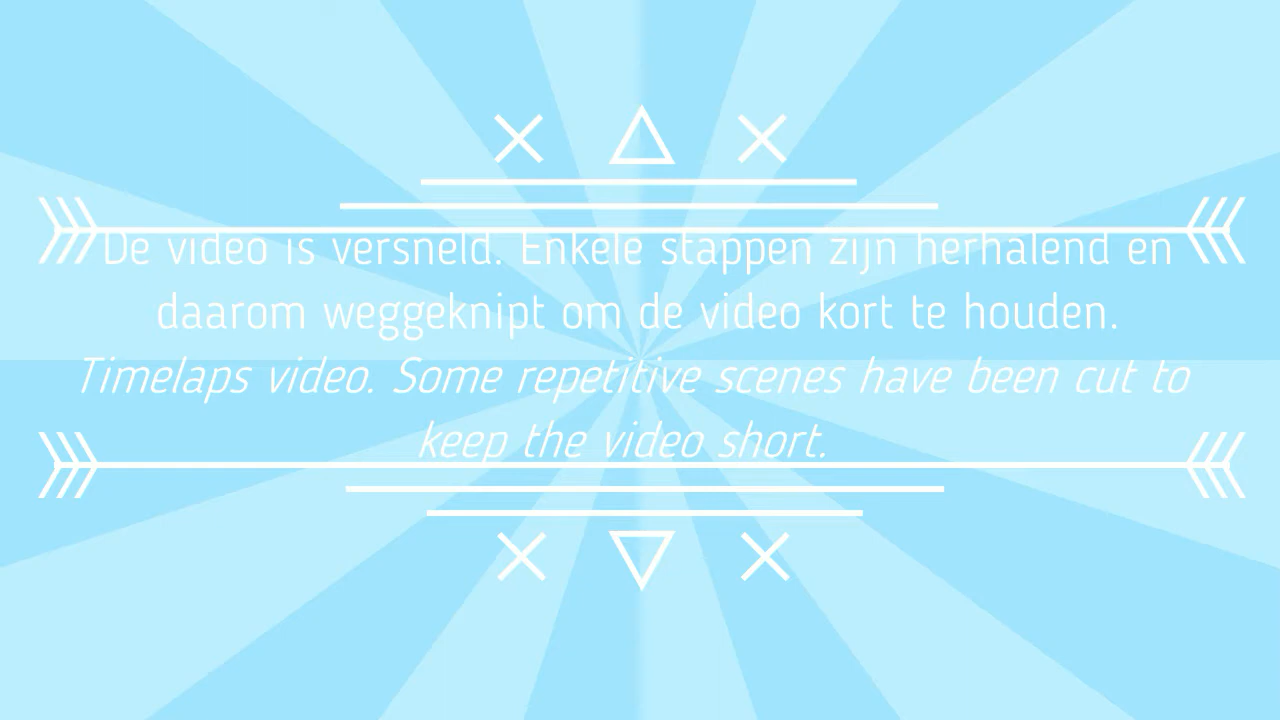 De video is versneld. Enkele stappen zijn herhalend en
daarom weggeknipt om de video kort te houden.
Timelaps video. Some repetitive scenes have been cut to
keep the video short.